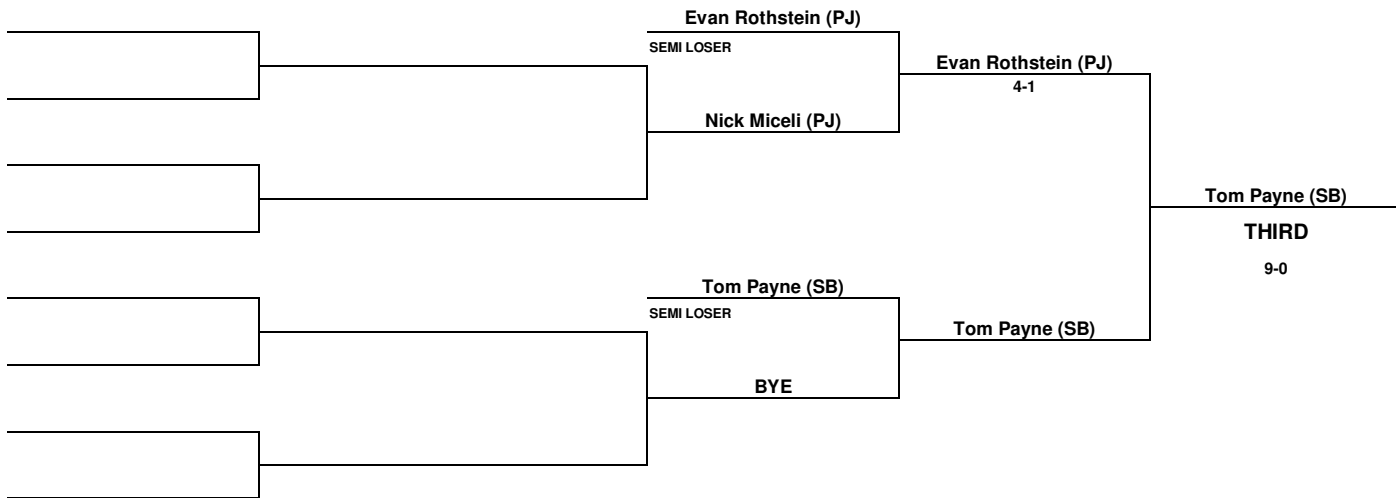 Evan Rothstein (PJ)
SEMI LOSER
Evan Rothstein (PJ)
4-1
Nick Miceli (PJ)
Tom Payne (SB)
THIRD
9-0
Tom Payne (SB)
SEMI LOSER
Tom Payne (SB)
BYE